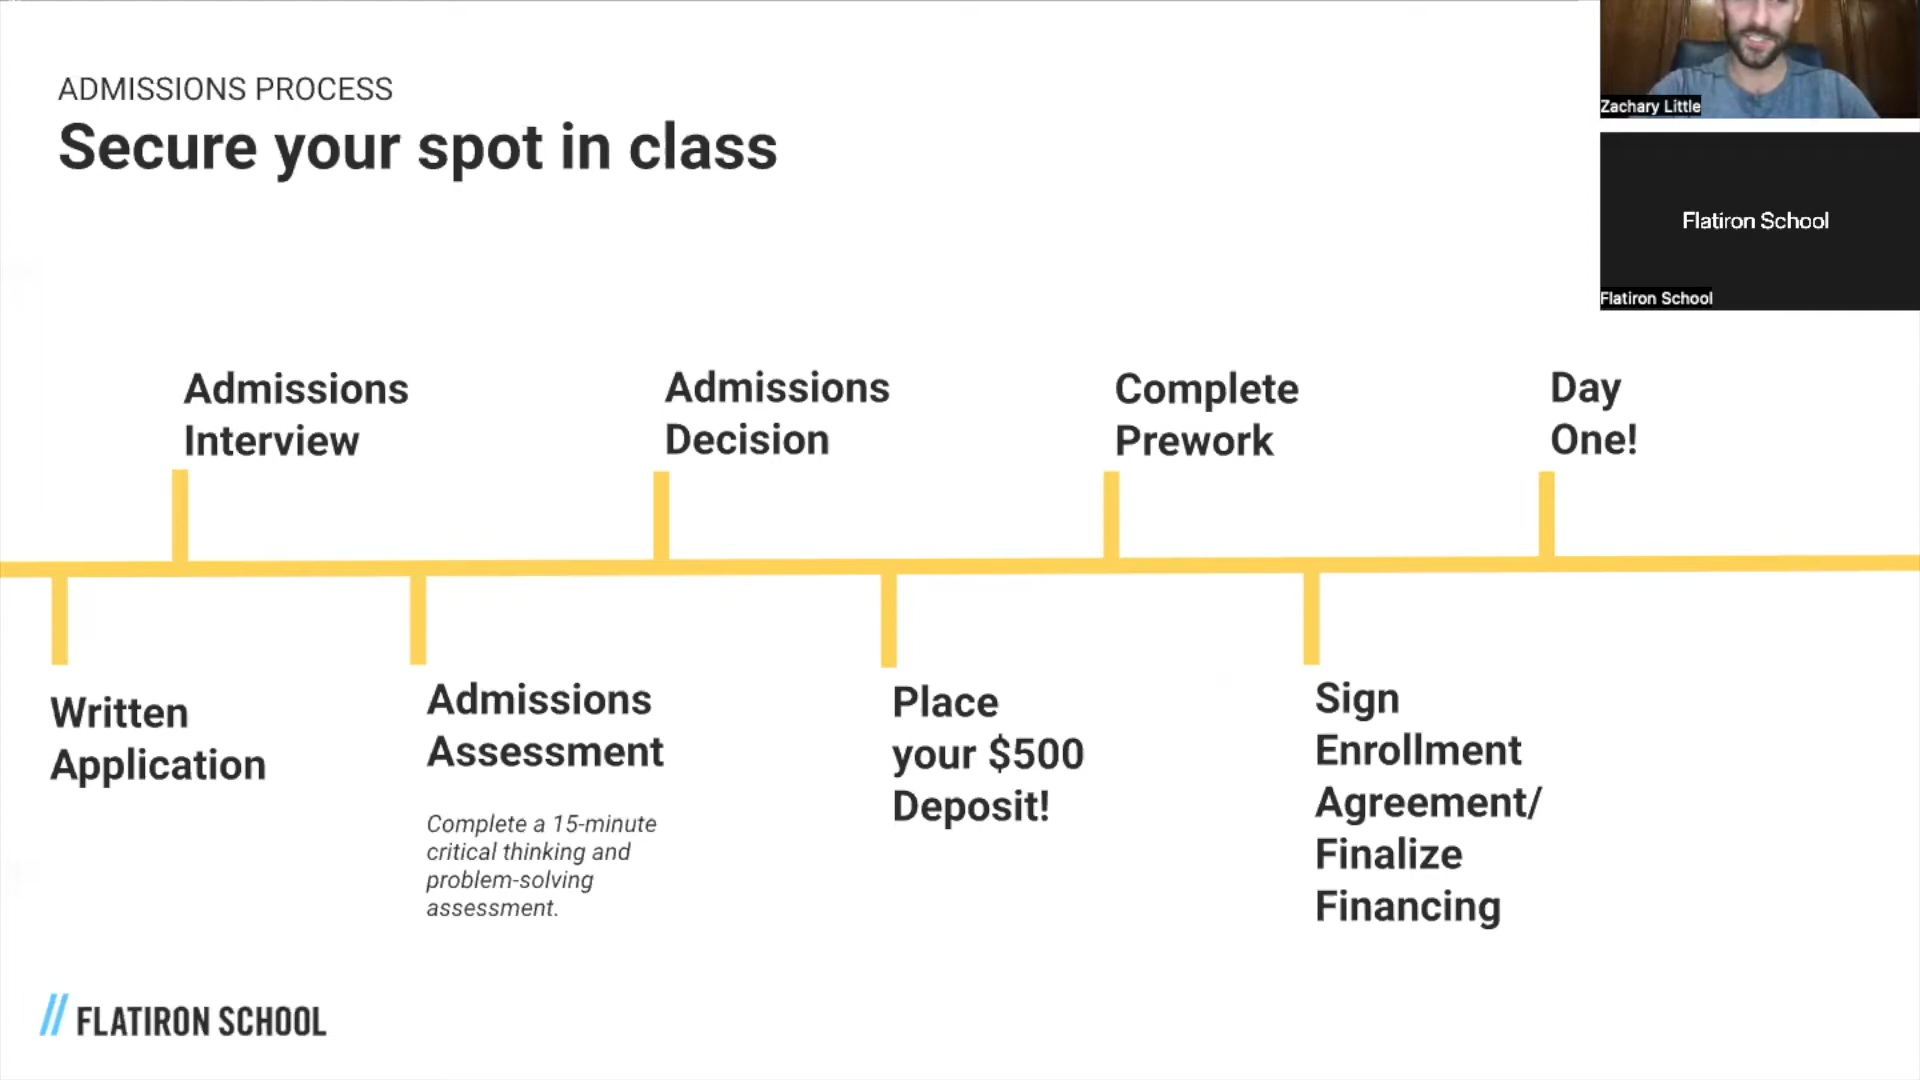 ADMISSIONS PROCESS
Secure your spot in class
Zachary Little
Flatiron School
Flatiron School
Admissions
Interview
Admissions
Decision
Complete
Prework
Day
One!
Written
Application
Admissions
Assessment
Complete a 15-minute
critical thinking and
problem-solving
assessment.
Place
your $500
Deposit!
Sign
Enrollment
Agreement/
Finalize
Financing
// FLATIRON SCHOOL